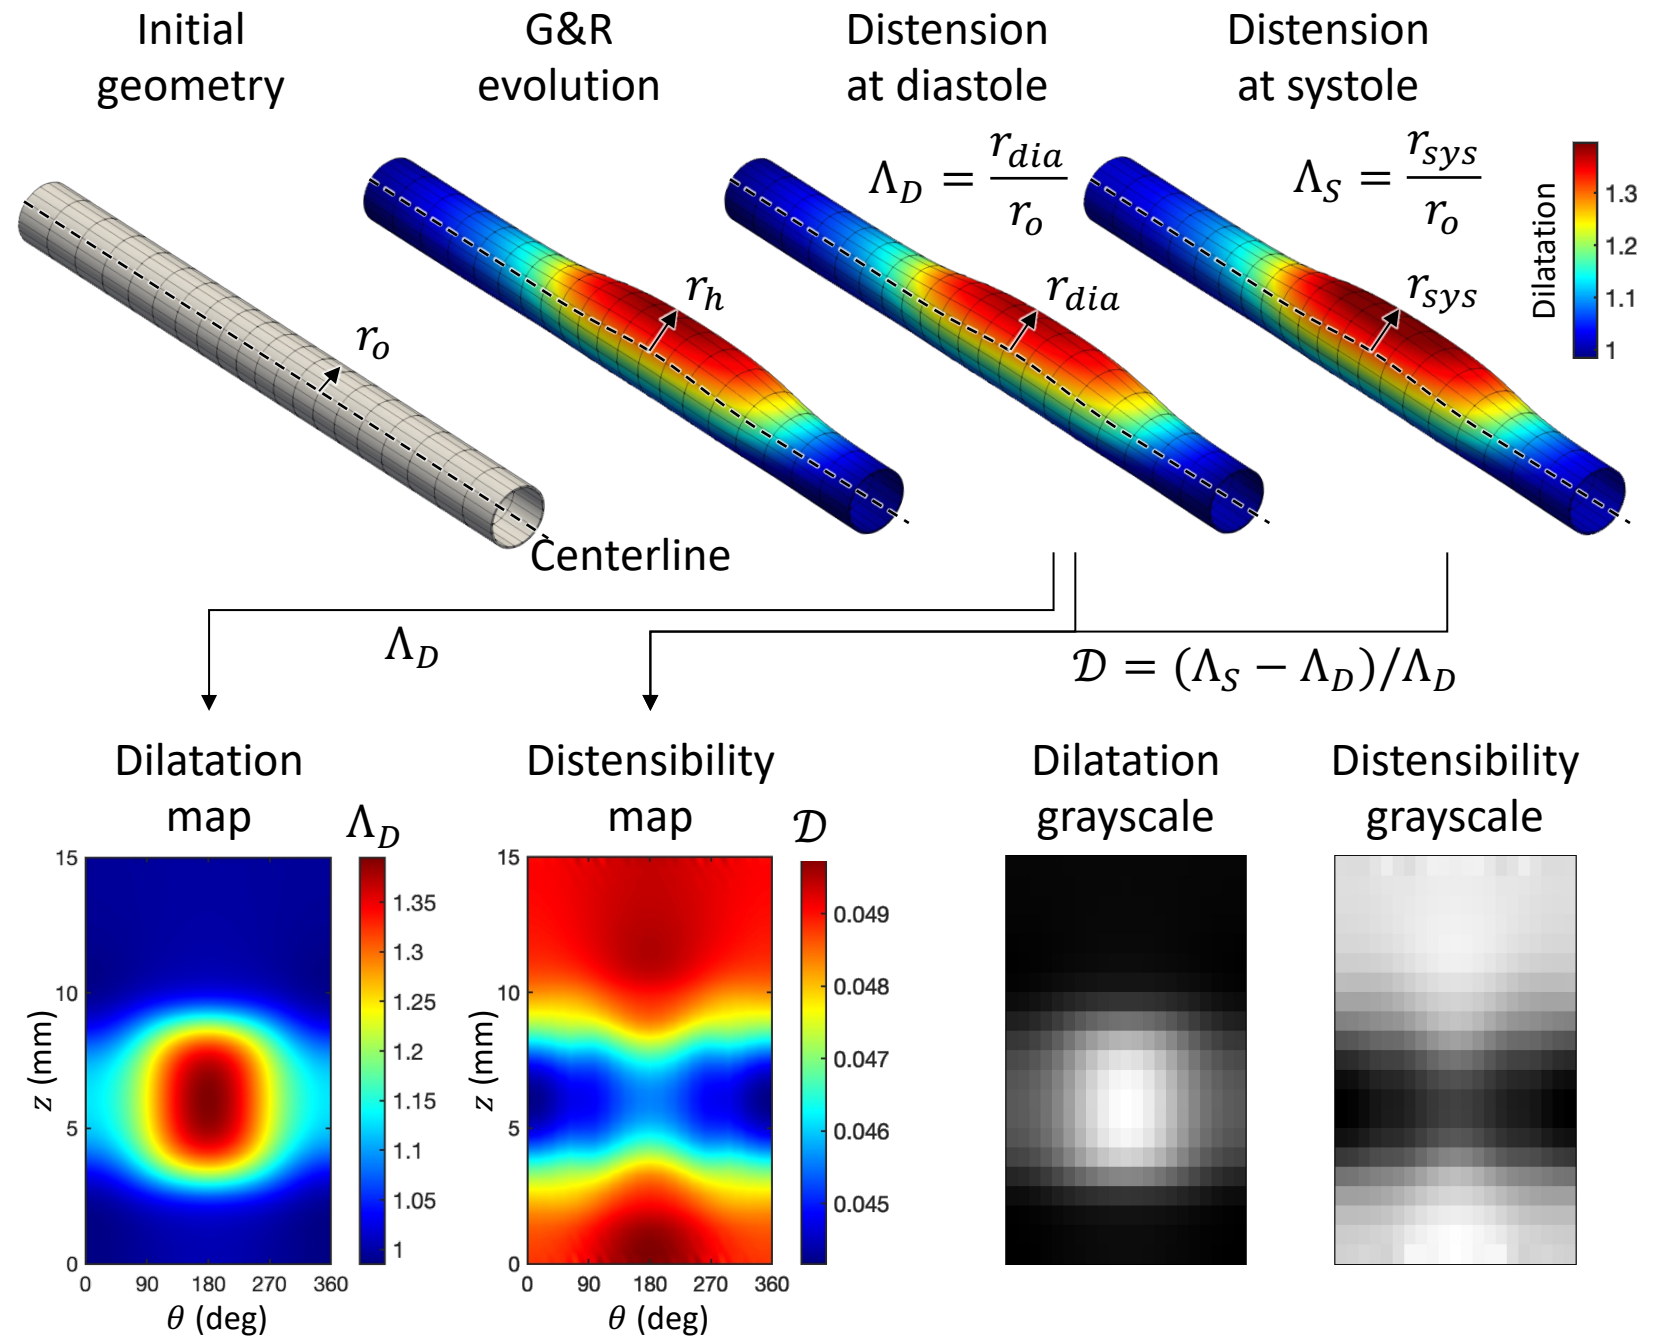 Initial
geometry
G&R
evolution
Distension
at diastole
Distension
at systole
Λ_D = r_dia / r_o
Λ_S = r_sys / r_o
r_o
r_h
r_dia
r_sys
Dilatation
1.3
1.2
1.1
1
Centerline
Λ_D
𝒟 = (Λ_S − Λ_D)/Λ_D
Dilatation
map
Λ_D
15
10
5
0
z (mm)
0 90 180 270 360
θ (deg)
1.35
1.3
1.25
1.2
1.15
1.1
1.05
1
Distensibility
map
𝒟
15
10
5
0
z (mm)
0 90 180 270 360
θ (deg)
0.049
0.048
0.047
0.046
0.045
Dilatation
grayscale
Distensibility
grayscale